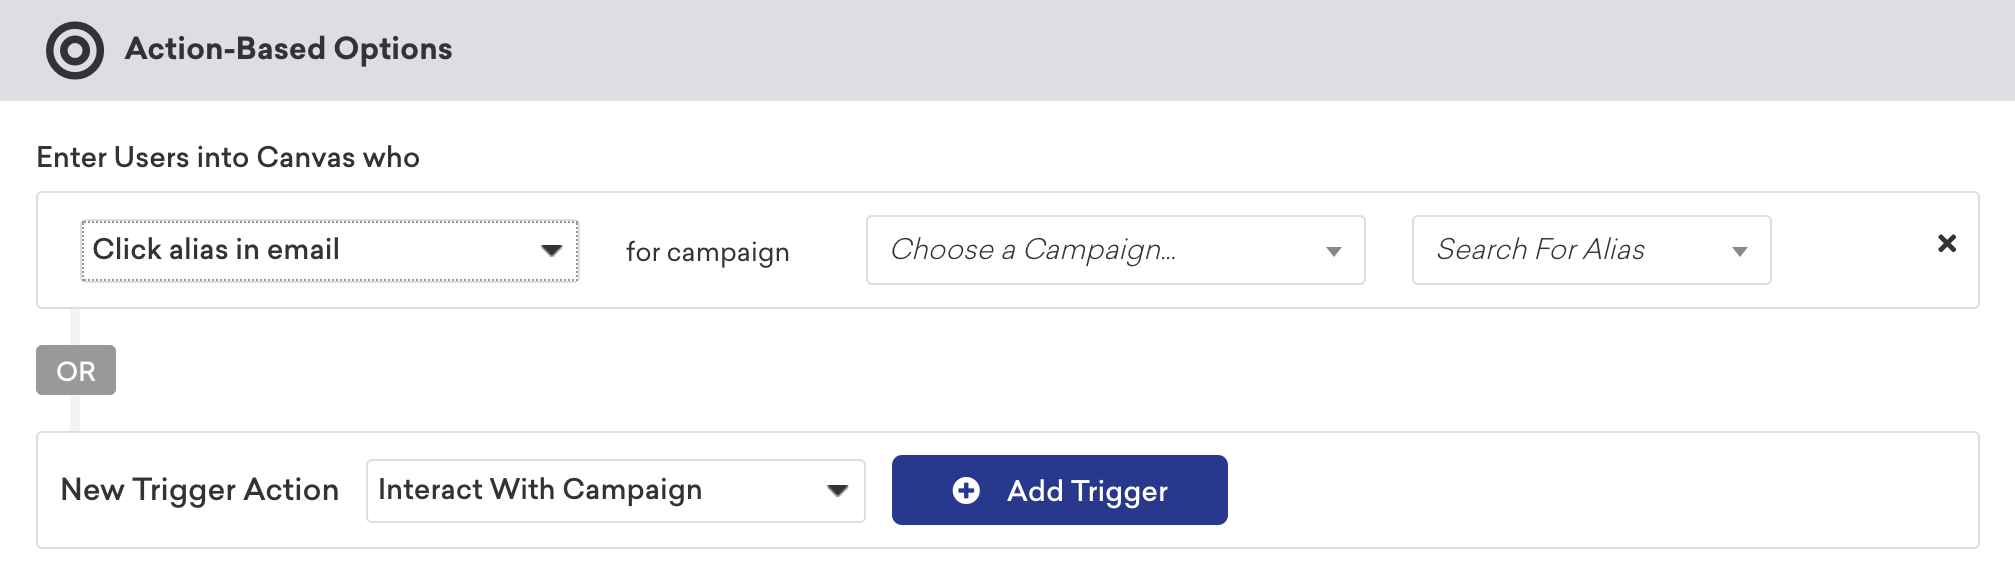 Action-Based Options
Enter Users into Canvas who
Click alias in email for campaign Choose a Campaign... Search For Alias
OR
New Trigger Action Interact With Campaign Add Trigger